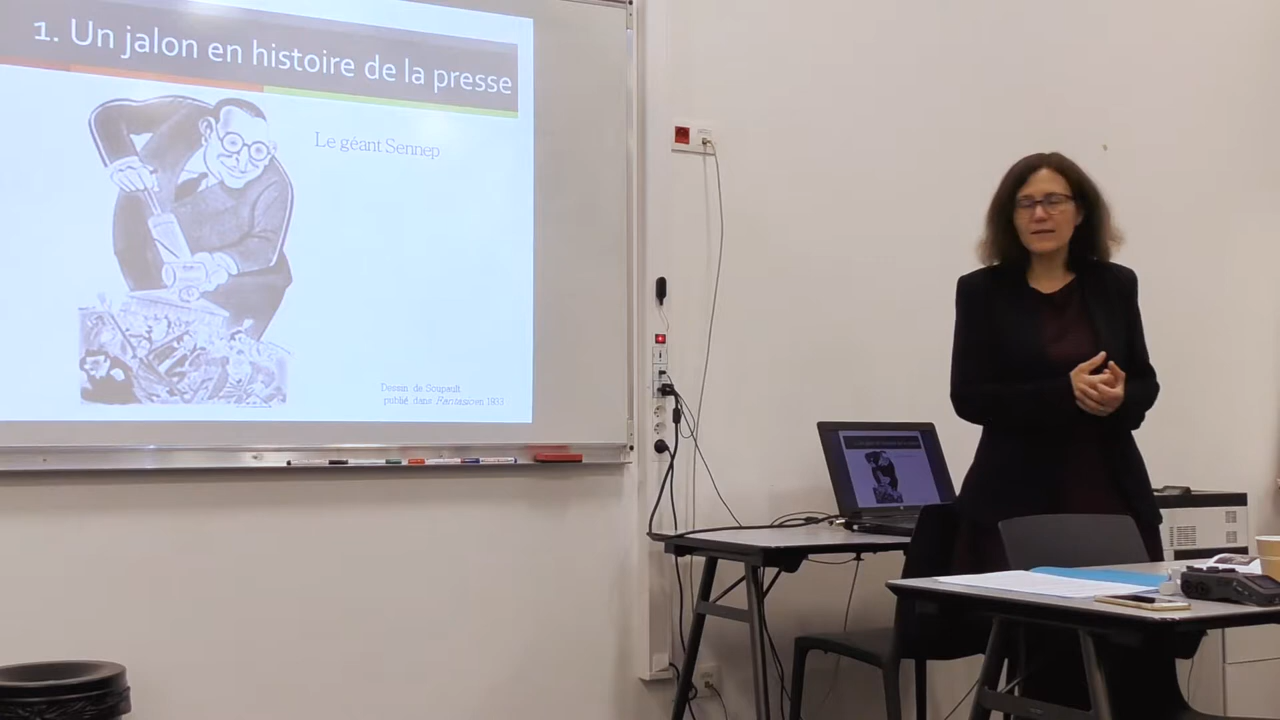 1. Un jalon en histoire de la presse
Le géant Sennep
Dessin de Soupault
publié dans Fantasio en 1933